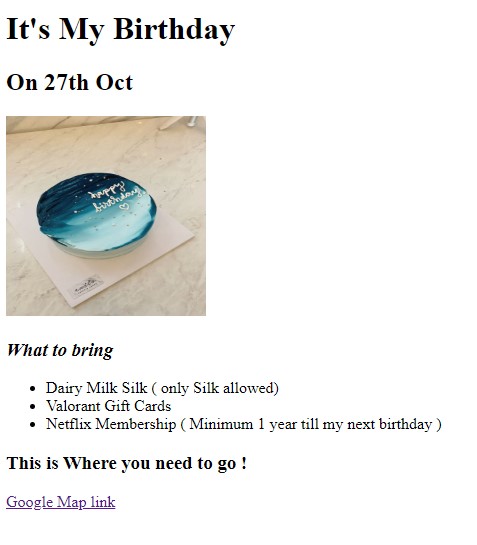 It's My Birthday
On 27th Oct
happy
birthday
What to bring
Dairy Milk Silk ( only Silk allowed)
Valorant Gift Cards
Netflix Membership ( Minimum 1 year till my next birthday )
This is Where you need to go !
Google Map link